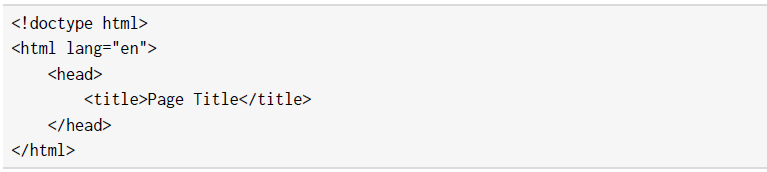 <!doctype html>
<html lang="en">
    <head>
        <title>Page Title</title>
    </head>
</html>